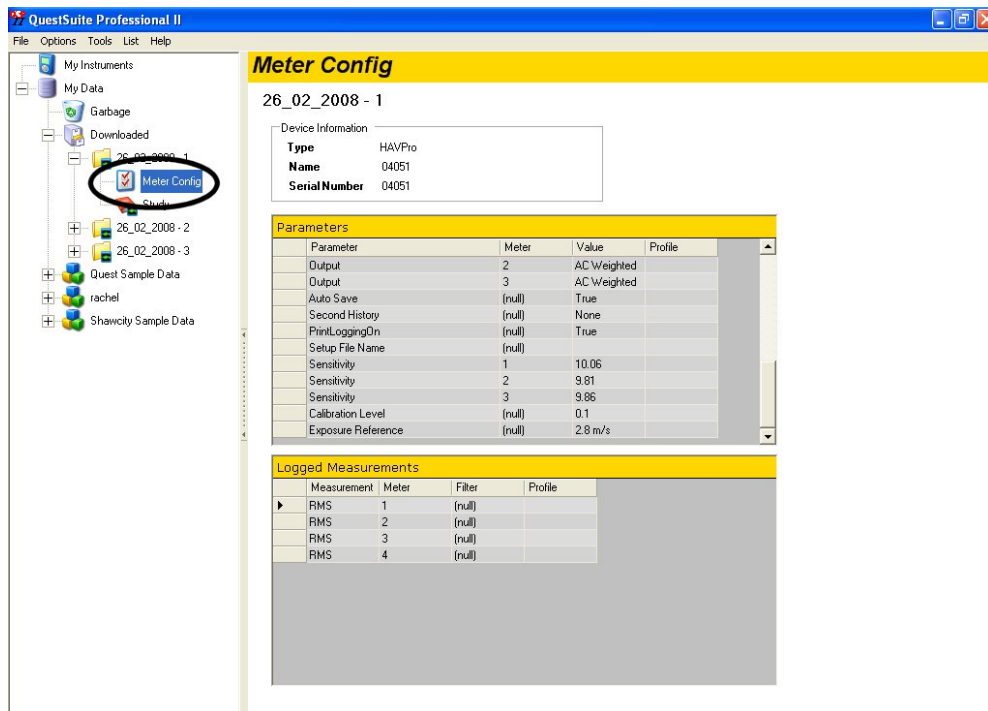 QuestSuite Professional II
File Options Tools List Help
My Instruments
My Data
Garbage
Downloaded
26_02_2008 - 1
Meter Config
Study
26_02_2008 - 2
26_02_2008 - 3
Quest Sample Data
rachel
Shawcity Sample Data
Meter Config
26_02_2008 - 1
Device Information
Type HAVPro
Name 04051
Serial Number 04051
Parameters
Parameter Meter Value Profile
Output 2 AC Weighted
Output 3 AC Weighted
Auto Save (null) True
Second History (null) None
PrintLoggingOn (null) True
Setup File Name (null)
Sensitivity 1 10.06
Sensitivity 2 9.81
Sensitivity 3 9.86
Calibration Level (null) 0.1
Exposure Reference (null) 2.8 m/s
Logged Measurements
Measurement Meter Filter Profile
RMS 1 (null)
RMS 2 (null)
RMS 3 (null)
RMS 4 (null)